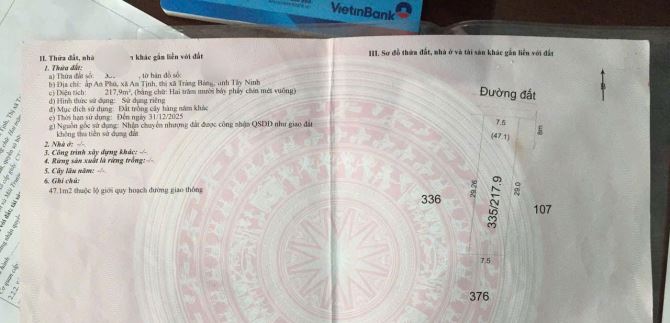 VietinBank
II. Thửa đất, nhà khác gắn liền với đất
1. Thửa đất:
a) Thửa đất số: , tờ bản đồ số:
b) Địa chỉ: ấp An Phú, xã An Tịnh, thị xã Trảng Bàng, tỉnh Tây Ninh
c) Diện tích: 217,9m², (bằng chữ: Hai trăm mười bảy phẩy chín mét vuông)
d) Hình thức sử dụng: Sử dụng riêng
đ) Mục đích sử dụng: Đất trồng cây hàng năm khác
e) Thời hạn sử dụng: Đến ngày 31/12/2025
g) Nguồn gốc sử dụng: Nhận chuyển nhượng đất được công nhận QSDĐ như giao đất
không thu tiền sử dụng đất
2. Nhà ở: -/-
3. Công trình xây dựng khác: -/-
4. Rừng sản xuất là rừng trồng: -/-
5. Cây lâu năm: -/-
6. Ghi chú:
47.1m2 thuộc lộ giới quy hoạch đường giao thông
III. Sơ đồ thửa đất, nhà ở và tài sản khác gắn liền với đất
B
Đường đất
7.5
(47.1)
8m
29.26
335/217.9
29.0
336
107
7.5
376